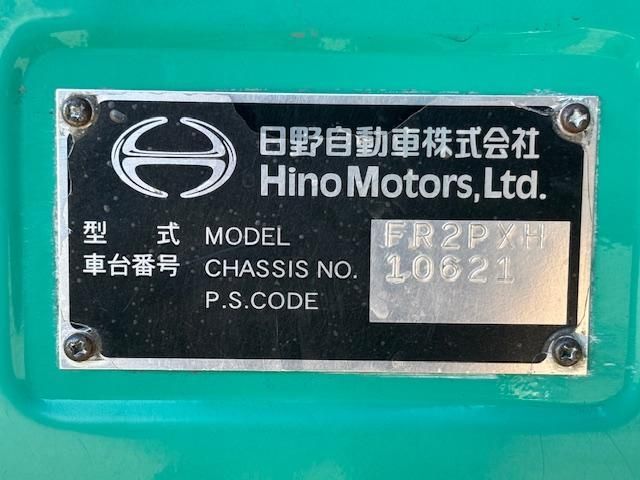 日野自動車株式会社
Hino Motors, Ltd.
型 式 MODEL FR2PXH
車台番号 CHASSIS NO. 10621
P.S.CODE